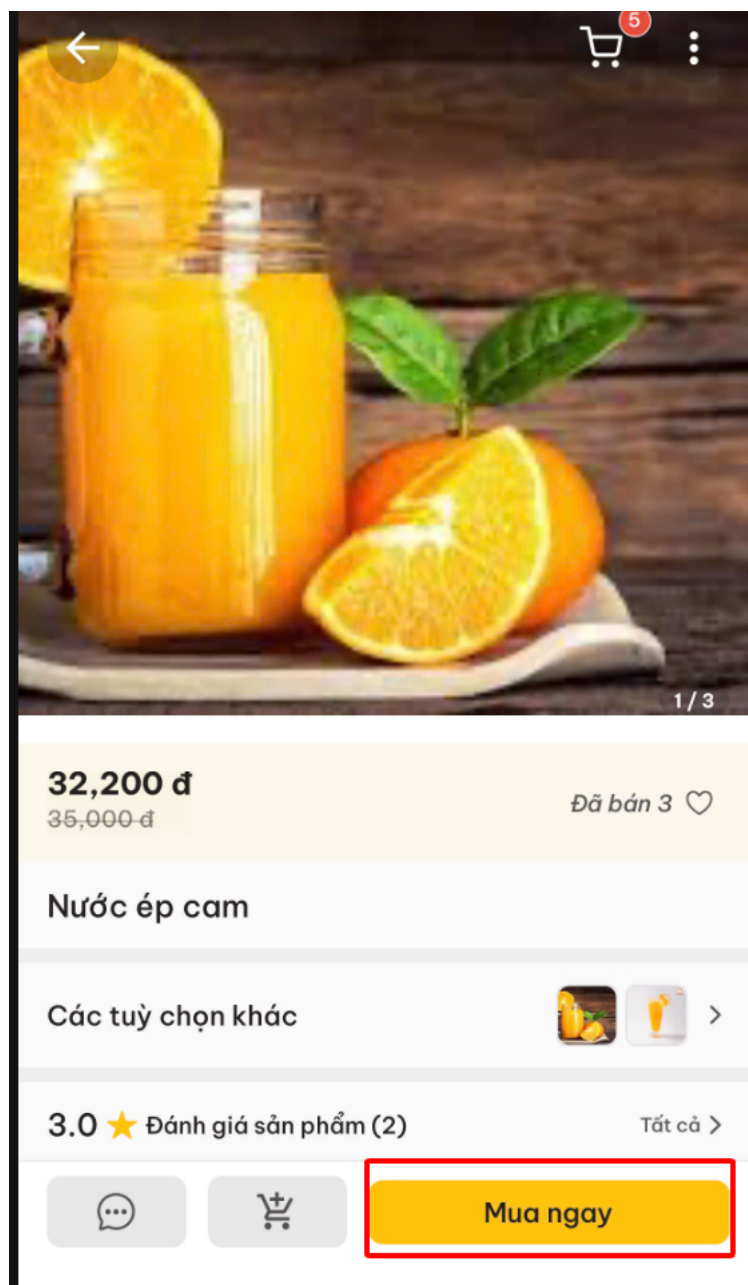 5
1 / 3
32,200 đ
35,000 đ
Đã bán 3
Nước ép cam
Các tuỳ chọn khác
3.0 Đánh giá sản phẩm (2)
Tất cả
Mua ngay